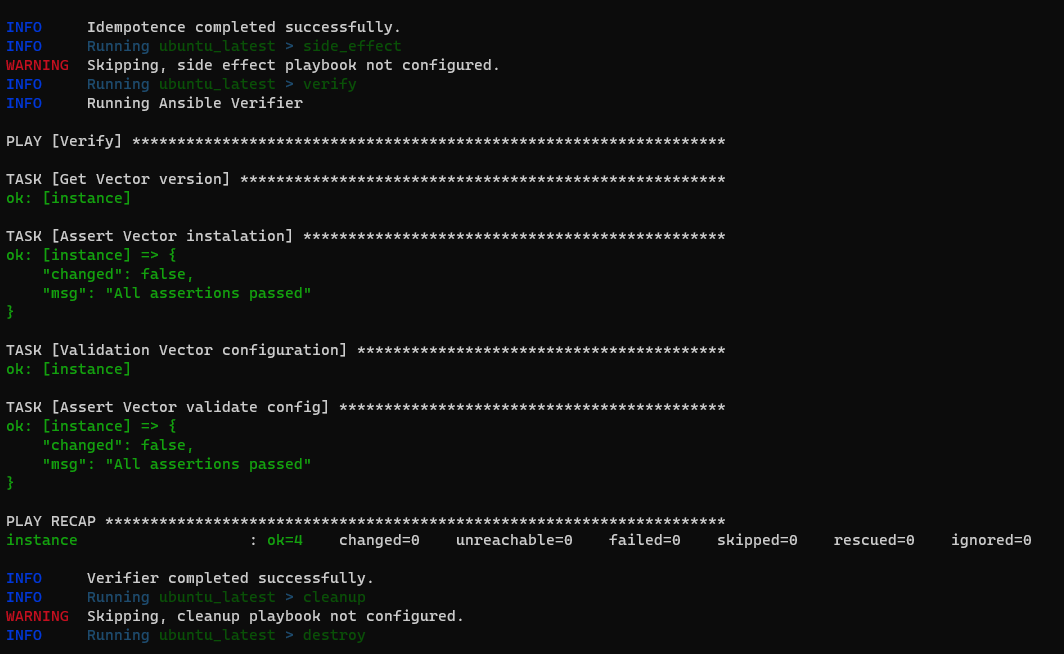 INFO     Idempotence completed successfully.
INFO     Running ubuntu_latest > side_effect
WARNING  Skipping, side effect playbook not configured.
INFO     Running ubuntu_latest > verify
INFO     Running Ansible Verifier
PLAY [Verify] ******************************************************************
TASK [Get Vector version] ******************************************************
ok: [instance]
TASK [Assert Vector instalation] ***********************************************
ok: [instance] => {
    "changed": false,
    "msg": "All assertions passed"
}
TASK [Validation Vector configuration] *****************************************
ok: [instance]
TASK [Assert Vector validate config] *******************************************
ok: [instance] => {
    "changed": false,
    "msg": "All assertions passed"
}
PLAY RECAP *********************************************************************
instance                   : ok=4    changed=0    unreachable=0    failed=0    skipped=0    rescued=0    ignored=0
INFO     Verifier completed successfully.
INFO     Running ubuntu_latest > cleanup
WARNING  Skipping, cleanup playbook not configured.
INFO     Running ubuntu_latest > destroy